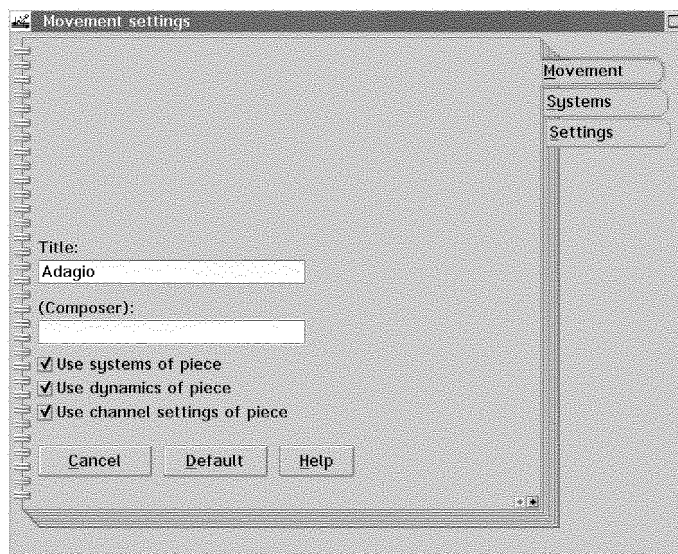 Movement settings
Movement
Systems
Settings
Title:
Adagio
(Composer):
Use systems of piece
Use dynamics of piece
Use channel settings of piece
Cancel Default Help